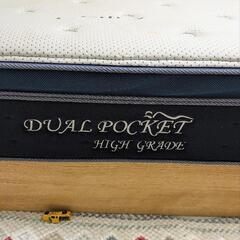 DUAL POCKET
HIGH GRADE